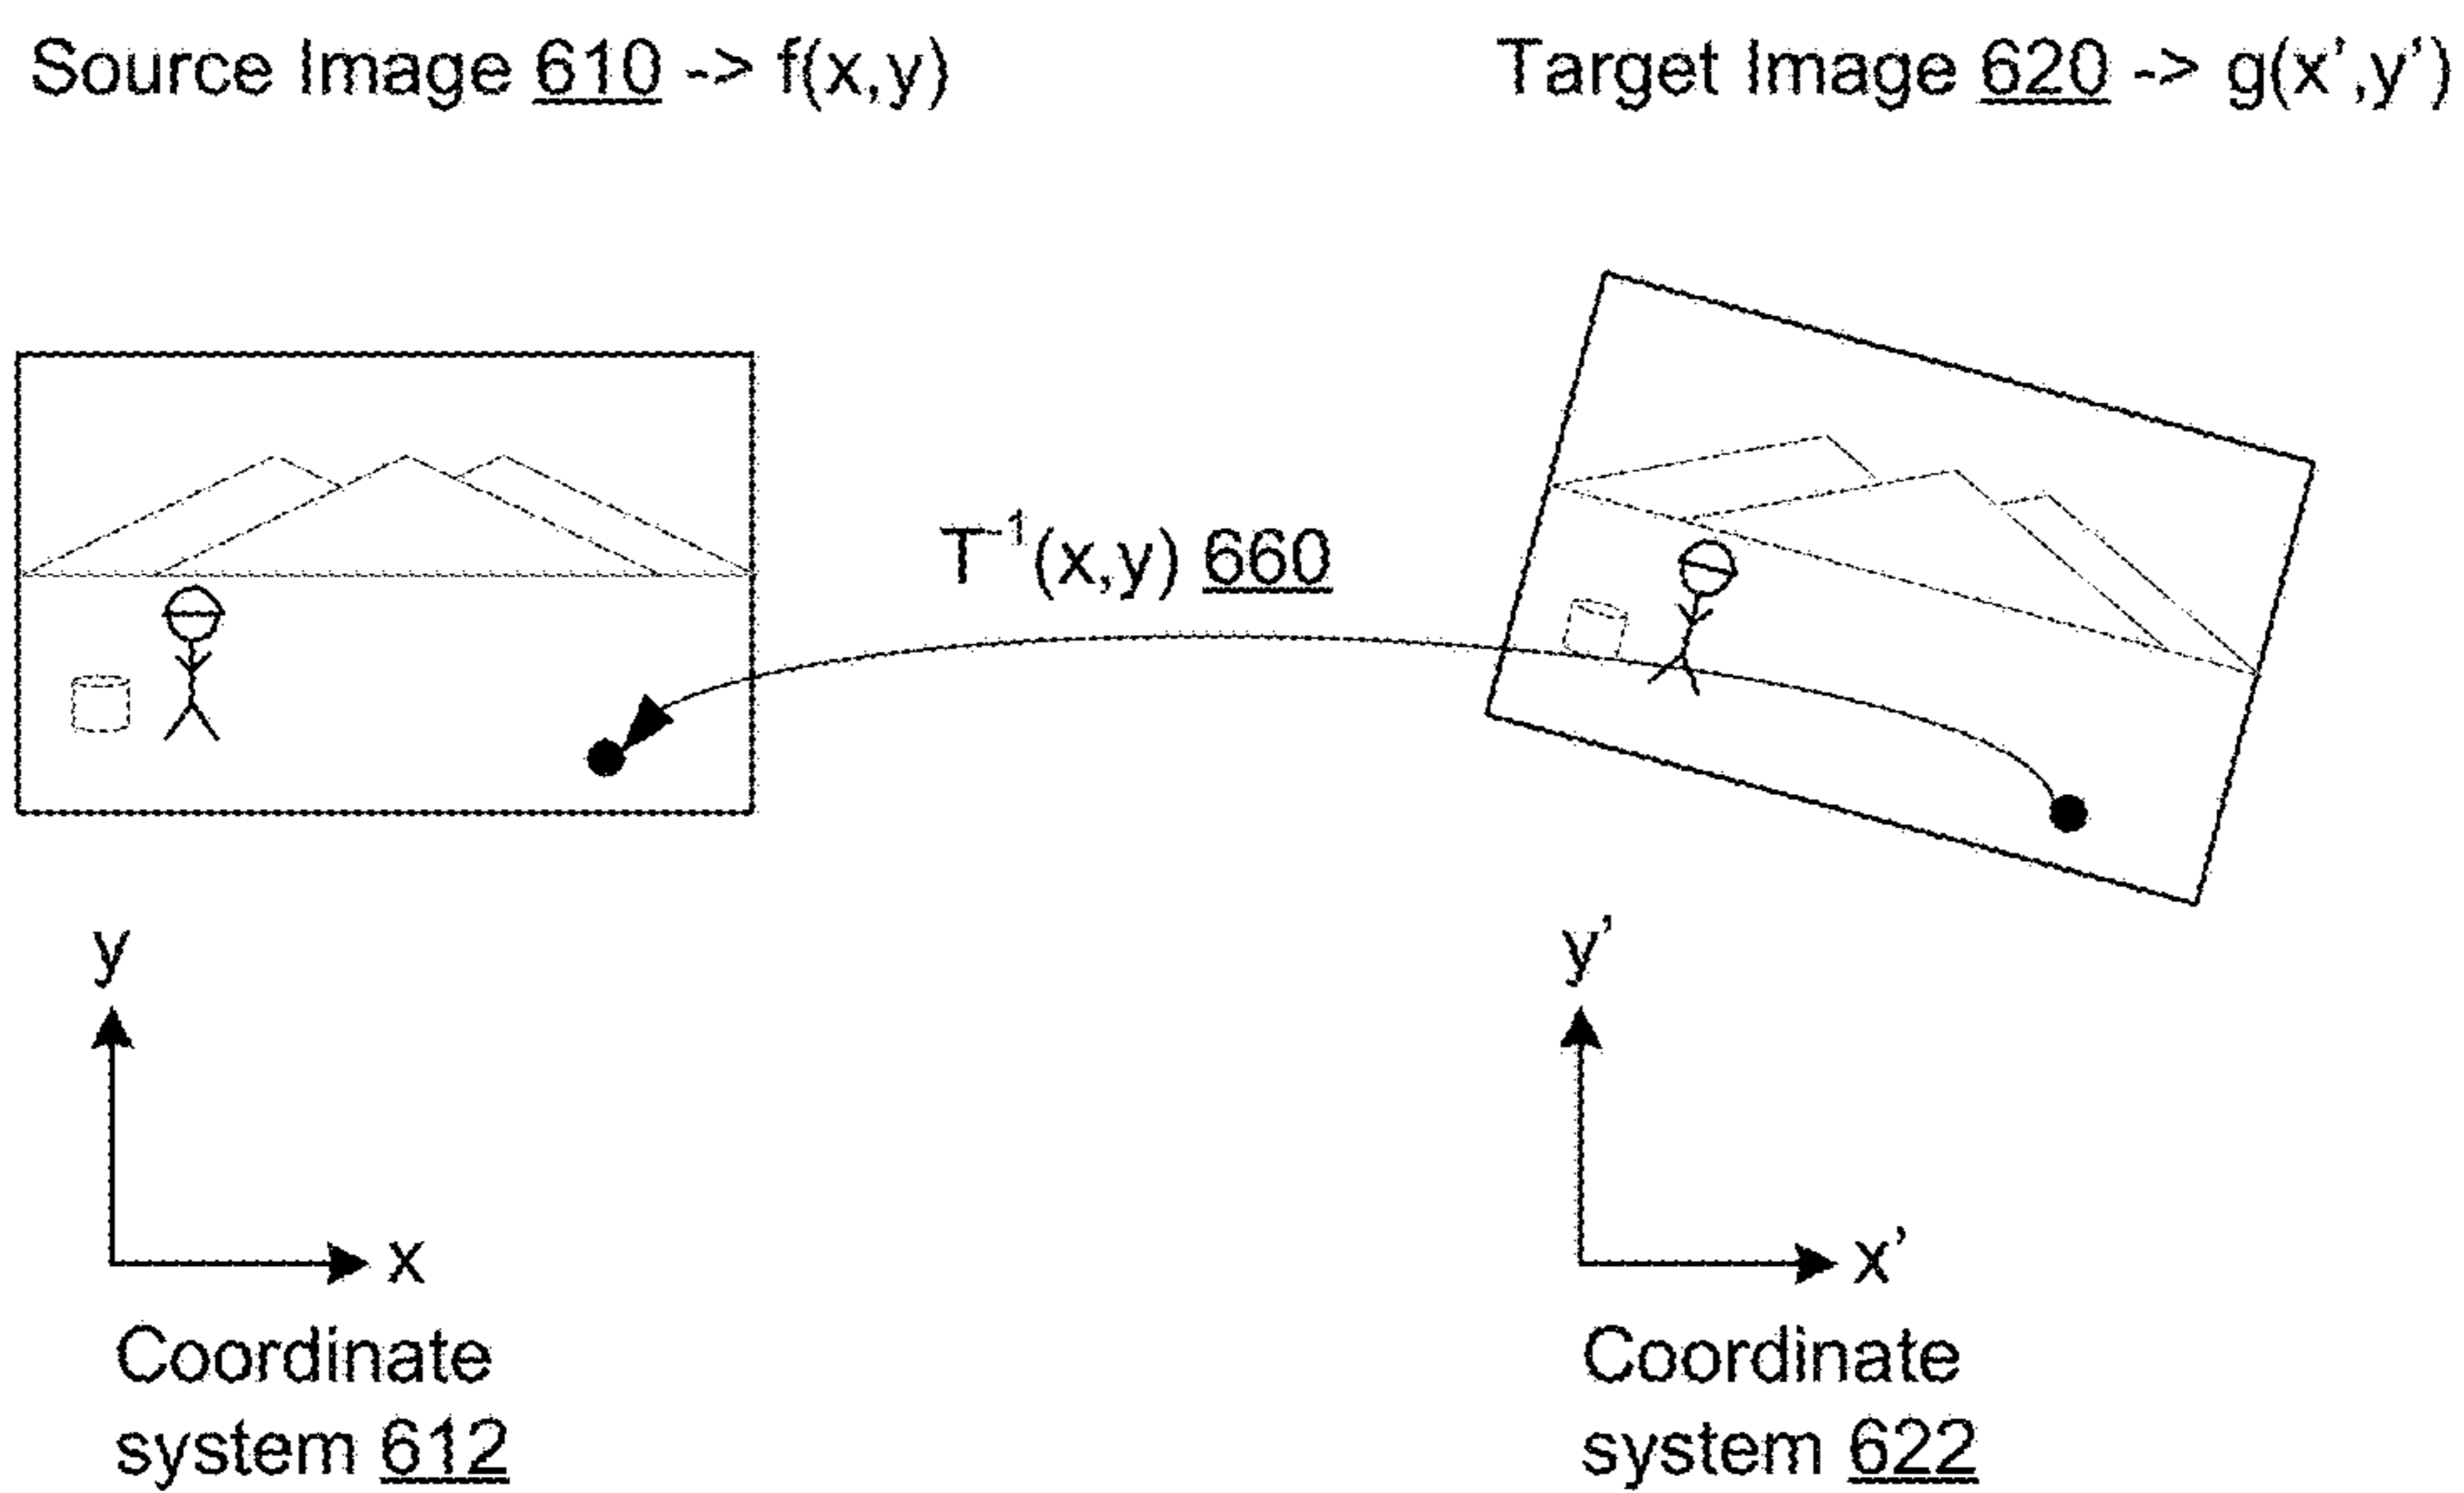 Source Image 610 -> f(x,y)
Target Image 620 -> g(x’,y’)
T⁻¹(x,y) 660
y
x
Coordinate
system 612
y’
x’
Coordinate
system 622